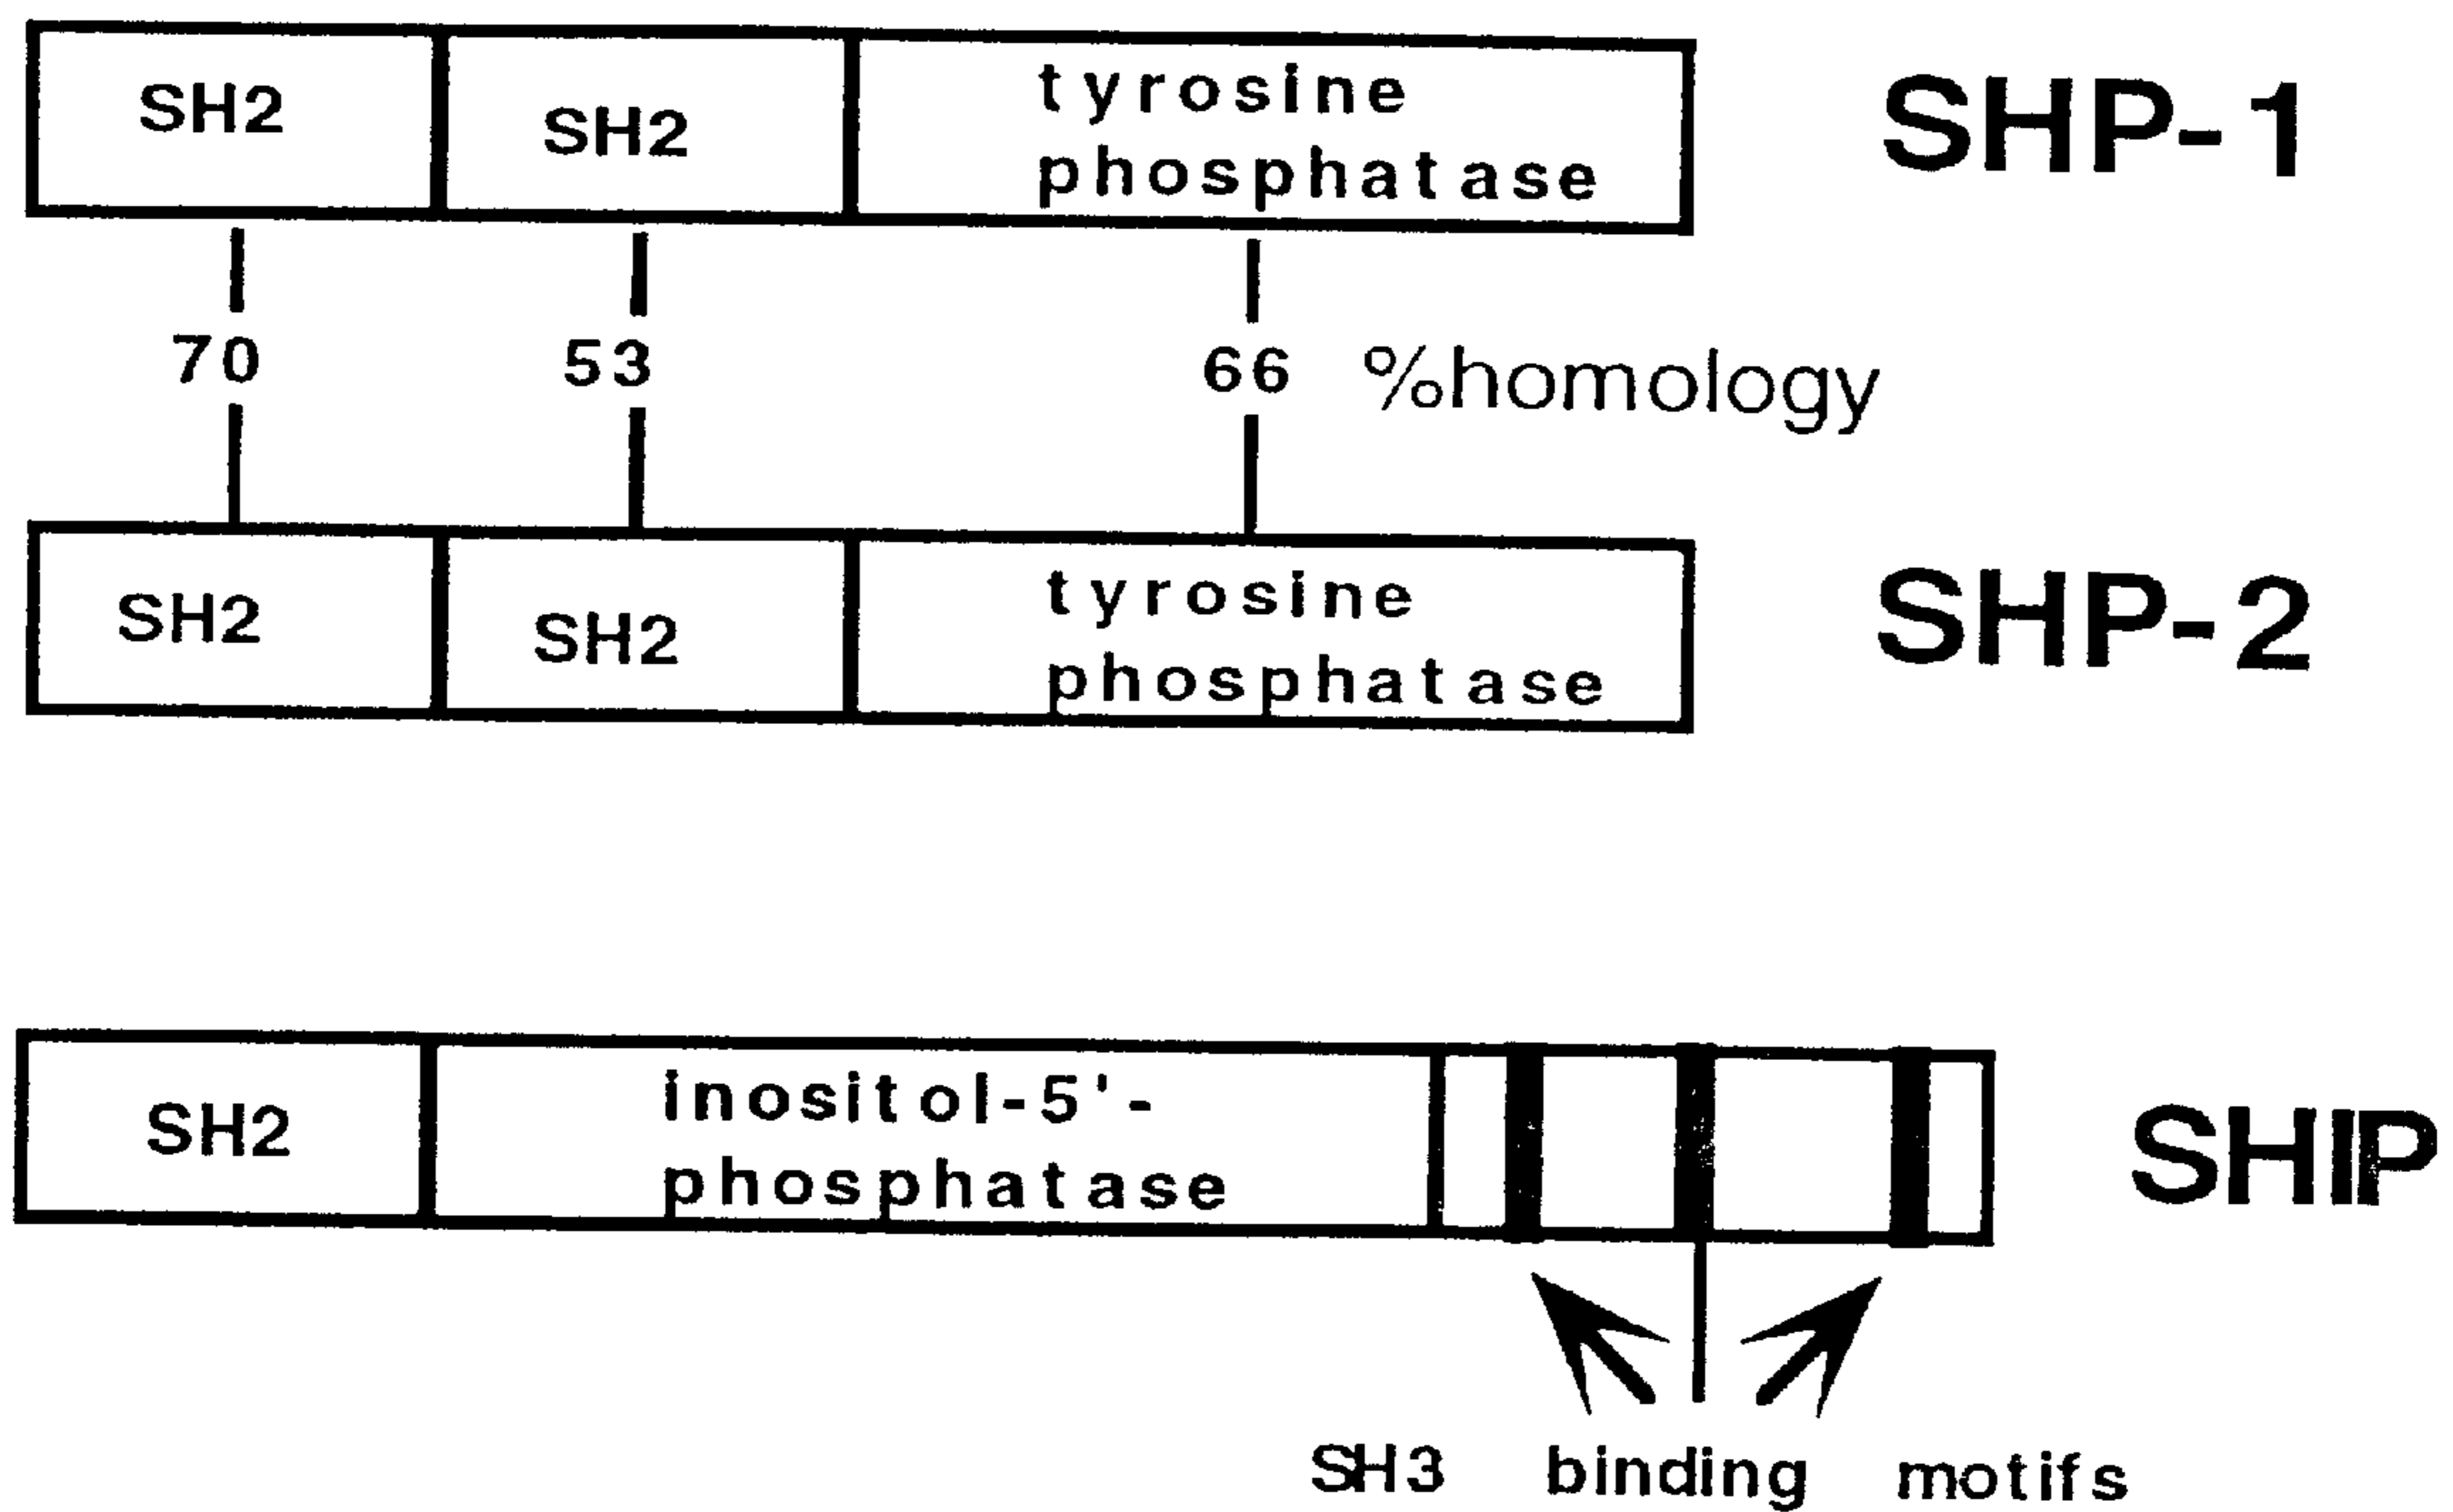 SH2 SH2 tyrosine phosphatase SHP-1
70 53 66 %homology
SH2 SH2 tyrosine phosphatase SHP-2
SH2 inositol-5'-phosphatase SHIP
SH3 binding motifs